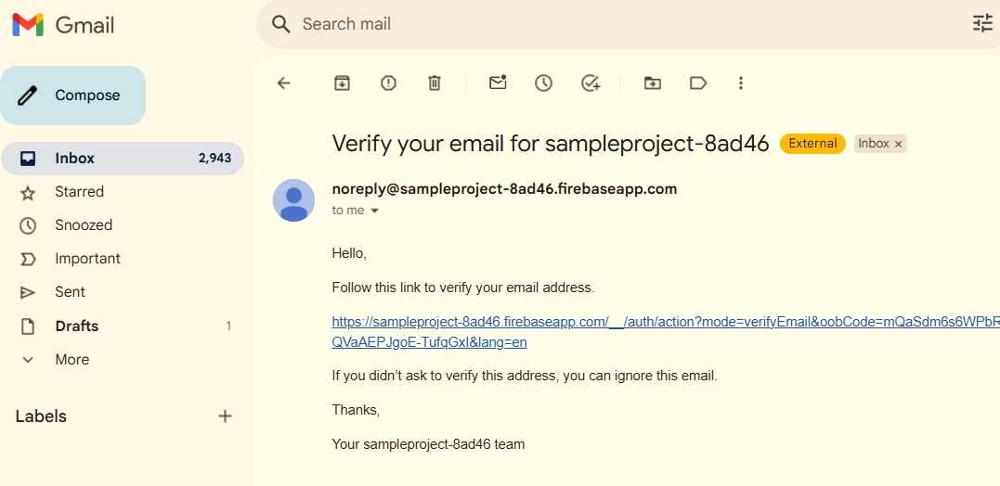 Gmail
Search mail
Compose
Inbox 2,943
Starred
Snoozed
Important
Sent
Drafts 1
More
Labels
Verify your email for sampleproject-8ad46 External Inbox ×
noreply@sampleproject-8ad46.firebaseapp.com
to me
Hello,
Follow this link to verify your email address.
https://sampleproject-8ad46.firebaseapp.com/__/auth/action?mode=verifyEmail&oobCode=mQaSdm6s6WPbR
QVaAEPJgoE-TufqGxI&lang=en
If you didn’t ask to verify this address, you can ignore this email.
Thanks,
Your sampleproject-8ad46 team